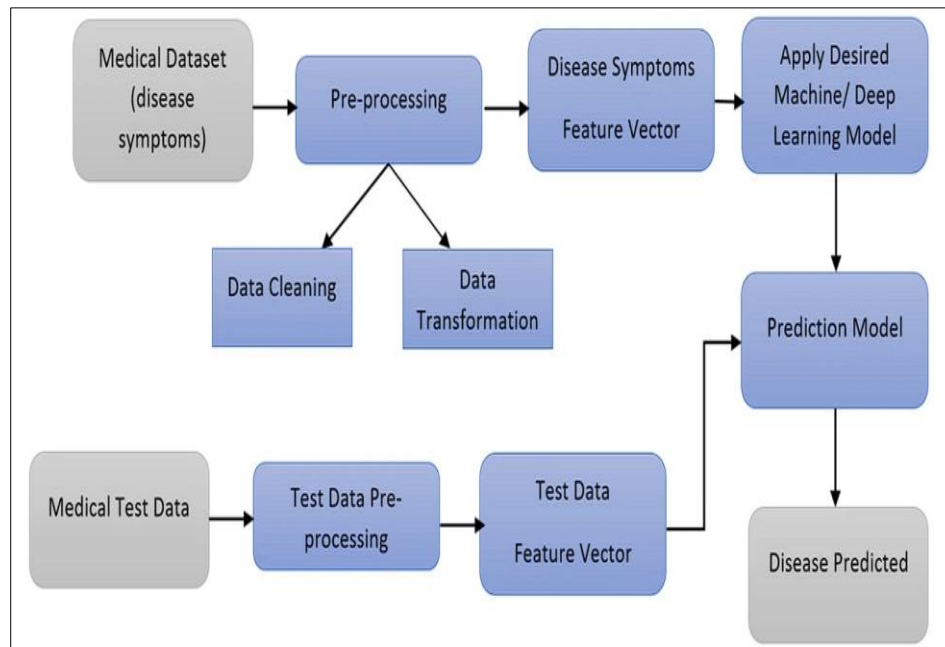 Medical Dataset
(disease
symptoms)
Pre-processing
Disease Symptoms
Feature Vector
Apply Desired
Machine/ Deep
Learning Model
Data Cleaning
Data
Transformation
Prediction Model
Medical Test Data
Test Data Pre-
processing
Test Data
Feature Vector
Disease Predicted